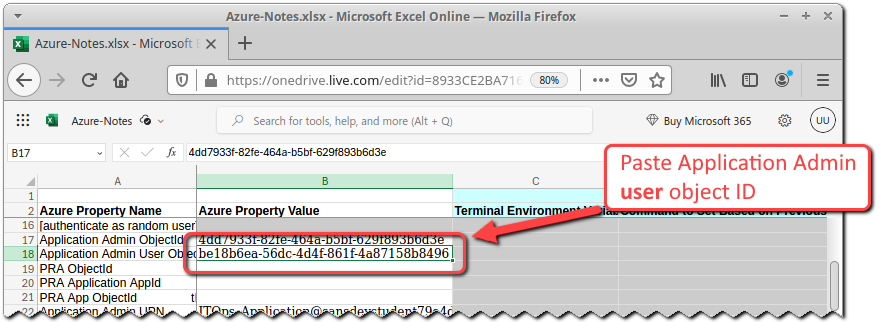 Azure-Notes.xlsx - Microsoft Excel Online — Mozilla Firefox
Azure-Notes.xlsx - Microsoft E
https://onedrive.live.com/edit?id=8933CE2BA716
80%
Azure-Notes
Search for tools, help, and more (Alt + Q)
Buy Microsoft 365
UU
B17
fx
4dd7933f-82fe-464a-b5bf-629f893b6d3e
Paste Application Admin
user object ID
A B C
1
2 Azure Property Name Azure Property Value Terminal Environment Variable Command to Set Based on Previous
16 [authenticate as random user
17 Application Admin ObjectId 4dd7933f-82fe-464a-b5bf-629f893b6d3e
18 Application Admin User Objec be18b6ea-56dc-4d4f-861f-4a87158b8496
19 PRA ObjectId
20 PRA Application AppId
21 PRA App ObjectId t
22 Application Admin UPN